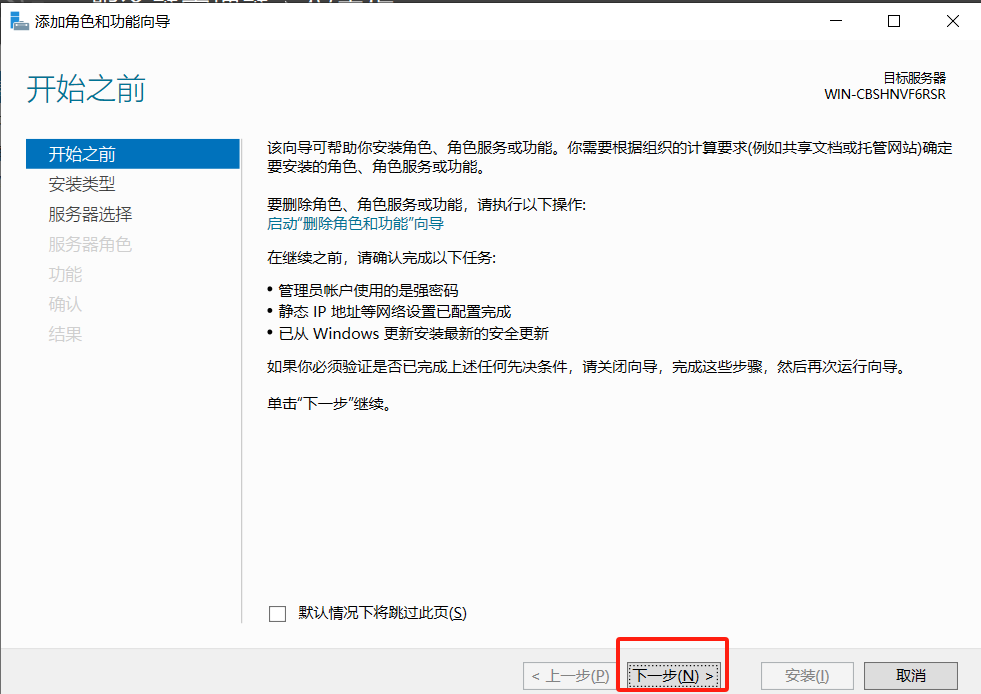 添加角色和功能向导
开始之前
目标服务器
WIN-CBSHNVF6RSR
开始之前
安装类型
服务器选择
服务器角色
功能
确认
结果
该向导可帮助你安装角色、角色服务或功能。你需要根据组织的计算要求(例如共享文档或托管网站)确定
要安装的角色、角色服务或功能。
要删除角色、角色服务或功能，请执行以下操作:
启动“删除角色和功能”向导
在继续之前，请确认完成以下任务:
• 管理员帐户使用的是强密码
• 静态 IP 地址等网络设置已配置完成
• 已从 Windows 更新安装最新的安全更新
如果你必须验证是否已完成上述任何先决条件，请关闭向导，完成这些步骤，然后再次运行向导。
单击“下一步”继续。
默认情况下将跳过此页(S)
< 上一步(P)
下一步(N) >
安装(I)
取消